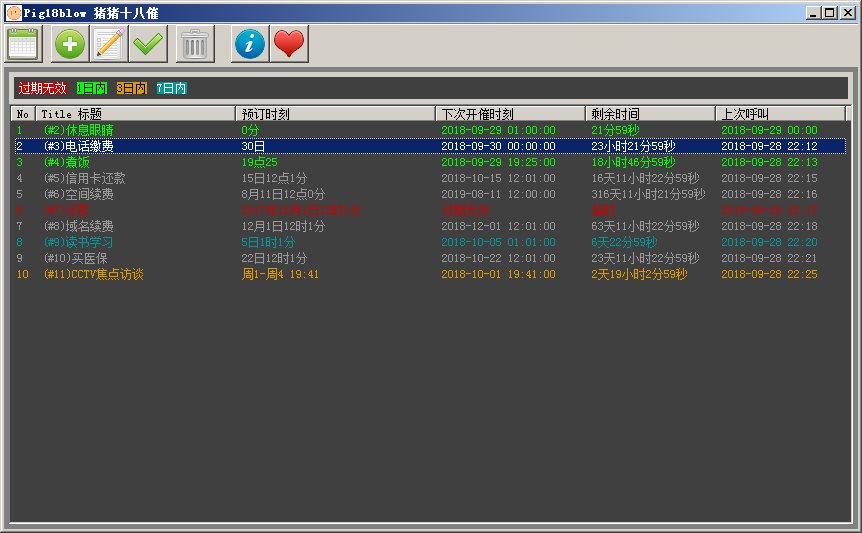 Pig18blow 猪猪十八催
过期无效 1日内 3日内 7日内
No Title 标题 预订时刻 下次开催时刻 剩余时间 上次呼叫
1 (#2)休息眼睛 0分 2018-09-29 01:00:00 21分59秒 2018-09-29 00:00
2 (#3)电话缴费 30日 2018-09-30 00:00:00 23小时21分59秒 2018-09-28 22:12
3 (#4)煮饭 19点25 2018-09-29 19:25:00 18小时46分59秒 2018-09-28 22:13
4 (#5)信用卡还款 15日12点1分 2018-10-15 12:01:00 16天11小时22分59秒 2018-09-28 22:15
5 (#6)空间续费 8月11日12点0分 2019-08-11 12:00:00 316天11小时21分59秒 2018-09-28 22:16
6
7 (#8)域名续费 12月1日12时1分 2018-12-01 12:01:00 63天11小时22分59秒 2018-09-28 22:18
8 (#9)读书学习 5日1时1分 2018-10-05 01:01:00 6天22分59秒 2018-09-28 22:20
9 (#10)买医保 22日12时1分 2018-10-22 12:01:00 23天11小时22分59秒 2018-09-28 22:21
10 (#11)CCTV焦点访谈 周1-周4 19:41 2018-10-01 19:41:00 2天19小时2分59秒 2018-09-28 22:25